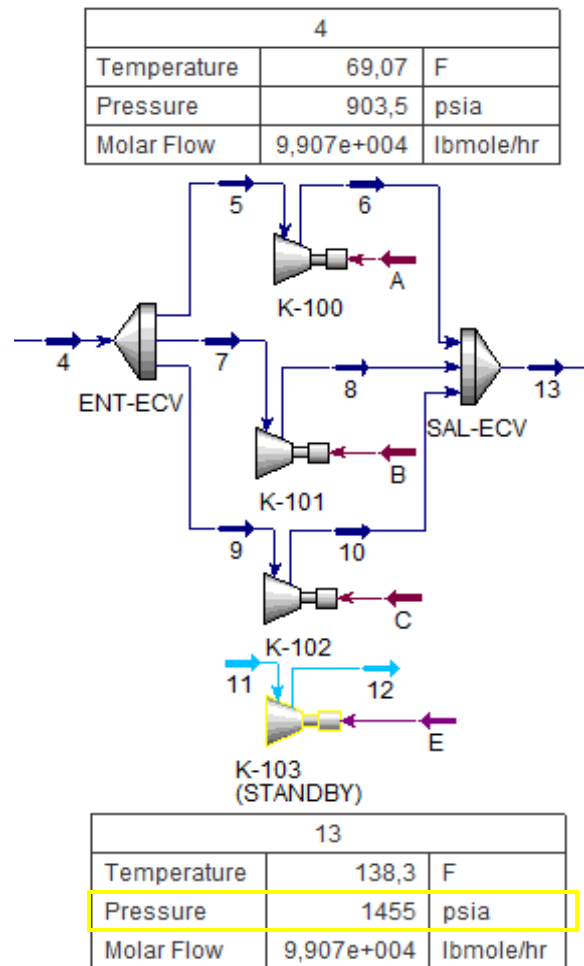 4
Temperature 69,07 F
Pressure 903,5 psia
Molar Flow 9,907e+004 lbmole/hr
5 6
A
K-100
4 7 8 13
ENT-ECV SAL-ECV
B
K-101
9 10
C
K-102
11 12
E
K-103
(STANDBY)
13
Temperature 138,3 F
Pressure 1455 psia
Molar Flow 9,907e+004 lbmole/hr